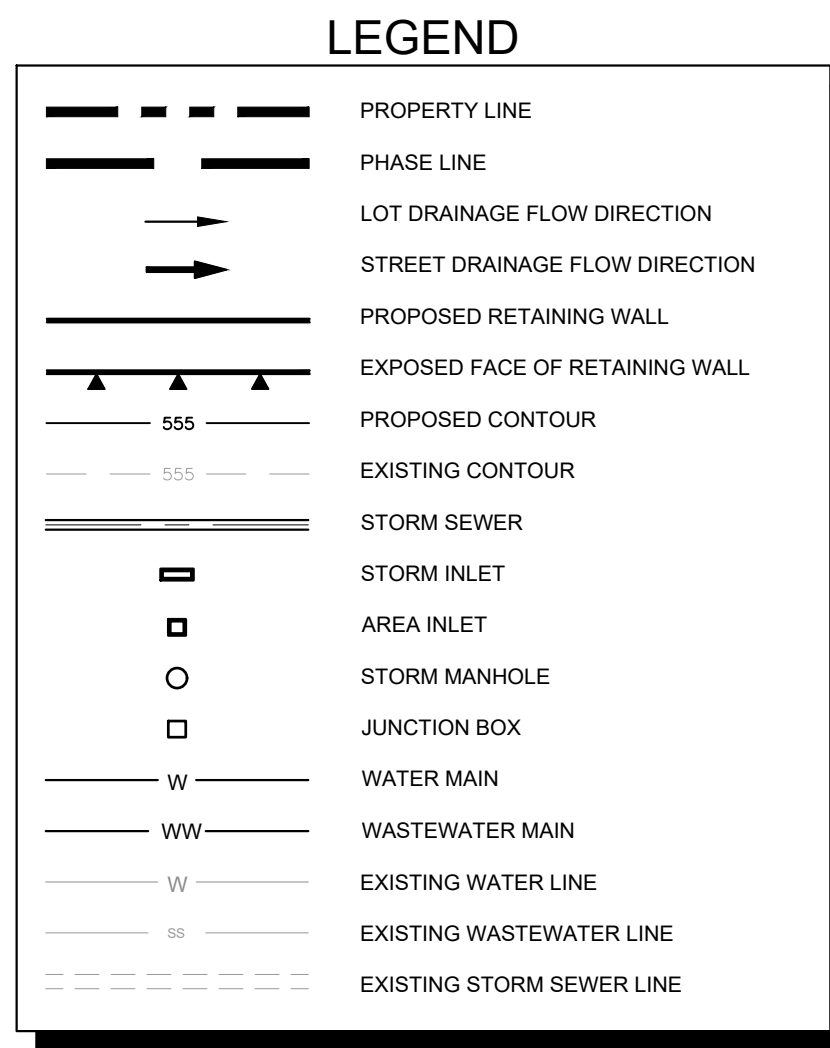 LEGEND
PROPERTY LINE
PHASE LINE
LOT DRAINAGE FLOW DIRECTION
STREET DRAINAGE FLOW DIRECTION
PROPOSED RETAINING WALL
EXPOSED FACE OF RETAINING WALL
555 PROPOSED CONTOUR
555 EXISTING CONTOUR
STORM SEWER
STORM INLET
AREA INLET
STORM MANHOLE
JUNCTION BOX
W WATER MAIN
WW WASTEWATER MAIN
W EXISTING WATER LINE
SS EXISTING WASTEWATER LINE
EXISTING STORM SEWER LINE